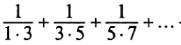 1/(1·3) + 1/(3·5) + 1/(5·7) + ...·